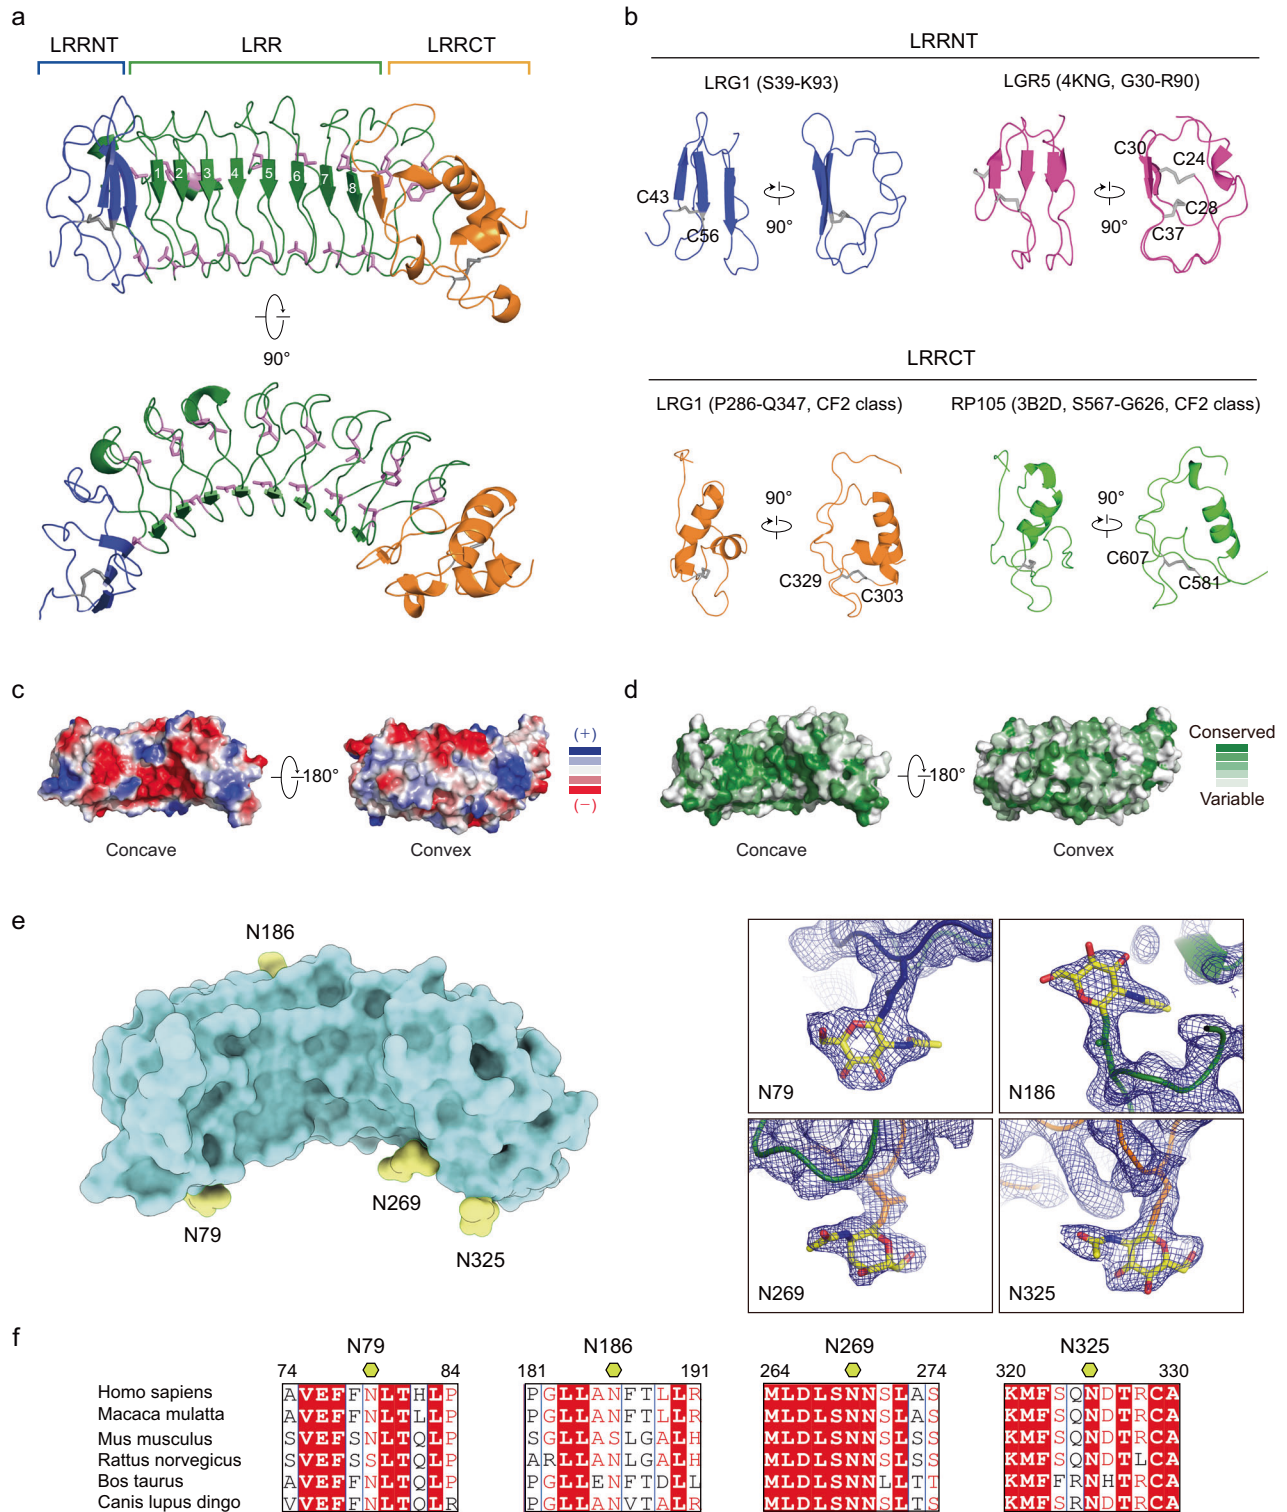 a
LRRNT LRR LRRCT
1 2 3 4 5 6 7 8
90°
b
LRRNT
LRG1 (S39-K93) LGR5 (4KNG, G30-R90)
C43 C56 90° C30 C24 C28 C37 90°
LRRCT
LRG1 (P286-Q347, CF2 class) RP105 (3B2D, S567-G626, CF2 class)
90° C329 C303 90° C607 C581
c
(+)
180°
(−)
Concave Convex
d
Conserved
180°
Variable
Concave Convex
e
N186
N79
N269
N325
N79 N186
N269 N325
f
N79 N186 N269 N325
74 84 181 191 264 274 320 330
Homo sapiens AVEFFNLTHLP PGLLANFTLLR MLDLSNNSLAS KMFSQNDTRCA
Macaca mulatta AVEFFNLTLLP PGLLANFTLLR MLDLSNNSLAS KMFSQNDTRCA
Mus musculus SVEFSNLTQLP PGLLASLGALH MLDLSNNSLSS KMFSQNDTRCA
Rattus norvegicus SVEFSSLTQLP ARLLANLGALH MLDLSNNSLSS KMFSQNDTLCA
Bos taurus AVEFFNLTQLP PGLLENFTDLL MLDLSNNLLTT KMFFRNHTRCA
Canis lupus dingo VVEFFNLTQLR PGLLANVTALR MLDLSNNSLTS KMFSRNDTRCA